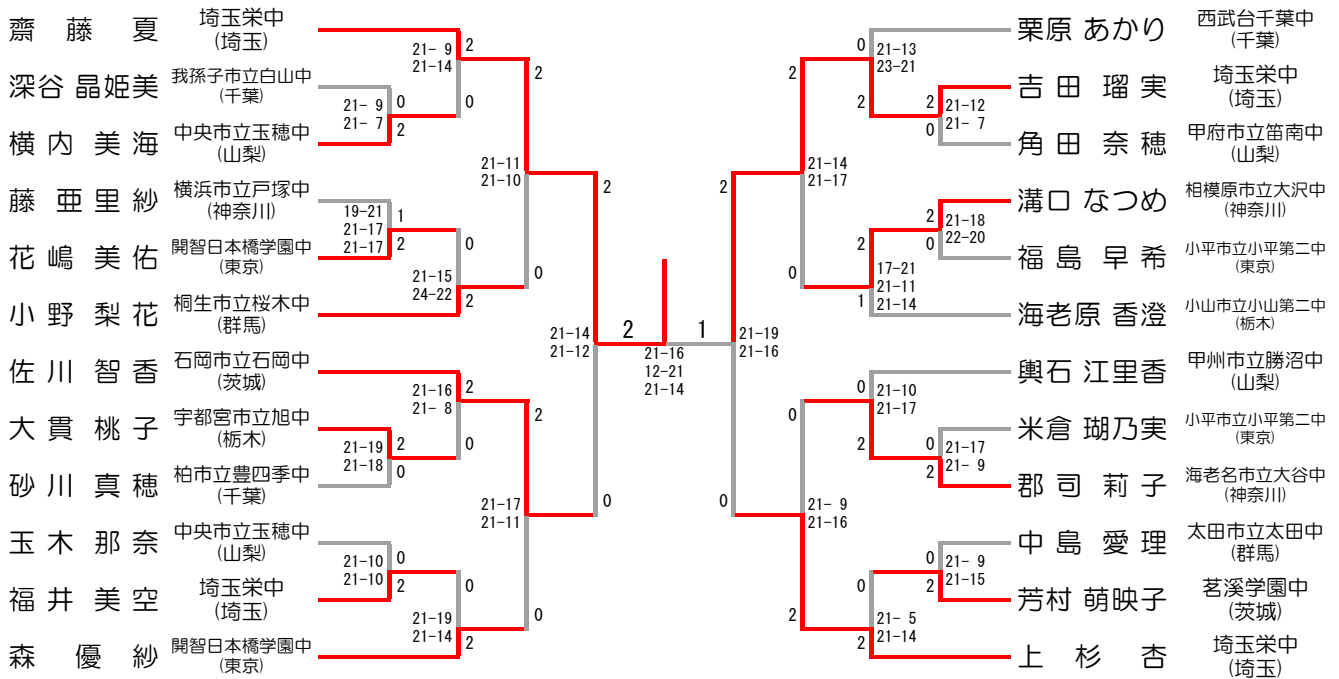 齋藤 夏
埼玉栄中
(埼玉)
深谷 晶姫美
我孫子市立白山中
(千葉)
横内 美海
中央市立玉穂中
(山梨)
藤 亜里紗
横浜市立戸塚中
(神奈川)
花嶋 美佑
開智日本橋学園中
(東京)
小野 梨花
桐生市立桜木中
(群馬)
佐川 智香
石岡市立石岡中
(茨城)
大貫 桃子
宇都宮市立旭中
(栃木)
砂川 真穂
柏市立豊四季中
(千葉)
玉木 那奈
中央市立玉穂中
(山梨)
福井 美空
埼玉栄中
(埼玉)
森 優紗
開智日本橋学園中
(東京)
21- 9
21-14
2
0
21- 9
21- 7
0
2
19-21
21-17
21-17
1
2
21-15
24-22
0
2
21-11
21-10
2
0
21-16
21- 8
2
0
21-19
21-18
2
0
21-10
21-10
0
2
21-19
21-14
0
2
21-17
21-11
2
0
21-14
21-12
2
0
2
21-16
12-21
21-14
1
21-19
21-16
2
0
21-14
21-17
2
0
21- 9
21-16
0
2
21-13
23-21
0
2
21-12
21- 7
2
0
21-18
22-20
2
0
17-21
21-11
21-14
2
1
21-10
21-17
0
2
21-17
21- 9
0
2
21- 9
21-15
0
2
21- 5
21-14
0
2
栗原 あかり
西武台千葉中
(千葉)
吉田 瑠実
埼玉栄中
(埼玉)
角田 奈穂
甲府市立笛南中
(山梨)
溝口 なつめ
相模原市立大沢中
(神奈川)
福島 早希
小平市立小平第二中
(東京)
海老原 香澄
小山市立小山第二中
(栃木)
輿石 江里香
甲州市立勝沼中
(山梨)
米倉 瑚乃実
小平市立小平第二中
(東京)
郡司 莉子
海老名市立大谷中
(神奈川)
中島 愛理
太田市立太田中
(群馬)
芳村 萌映子
茗溪学園中
(茨城)
上杉 杏
埼玉栄中
(埼玉)